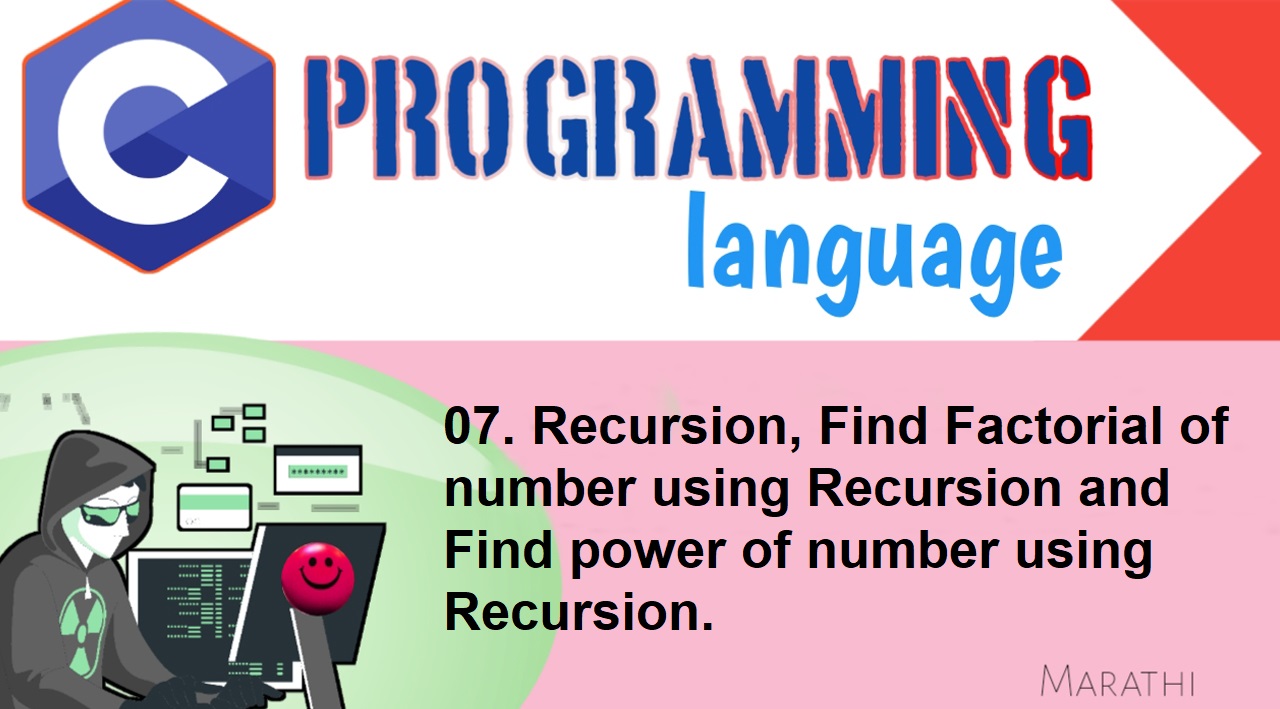 C PROGRAMMING
language
07. Recursion, Find Factorial of
number using Recursion and
Find power of number using
Recursion.
MARATHI